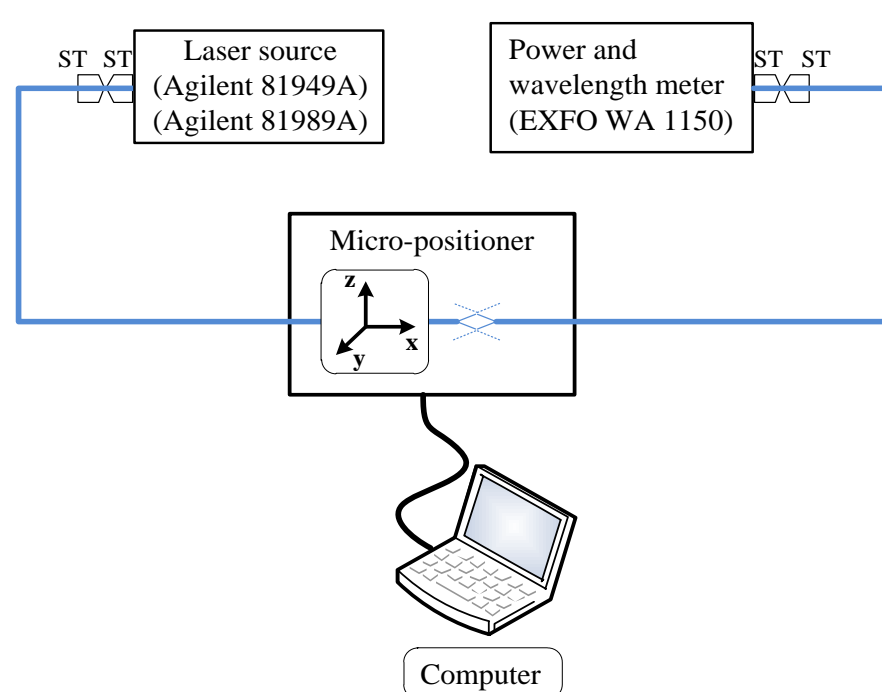 ST ST
Laser source
(Agilent 81949A)
(Agilent 81989A)
Power and
wavelength meter
(EXFO WA 1150)
ST ST
Micro-positioner
z
x
y
Computer